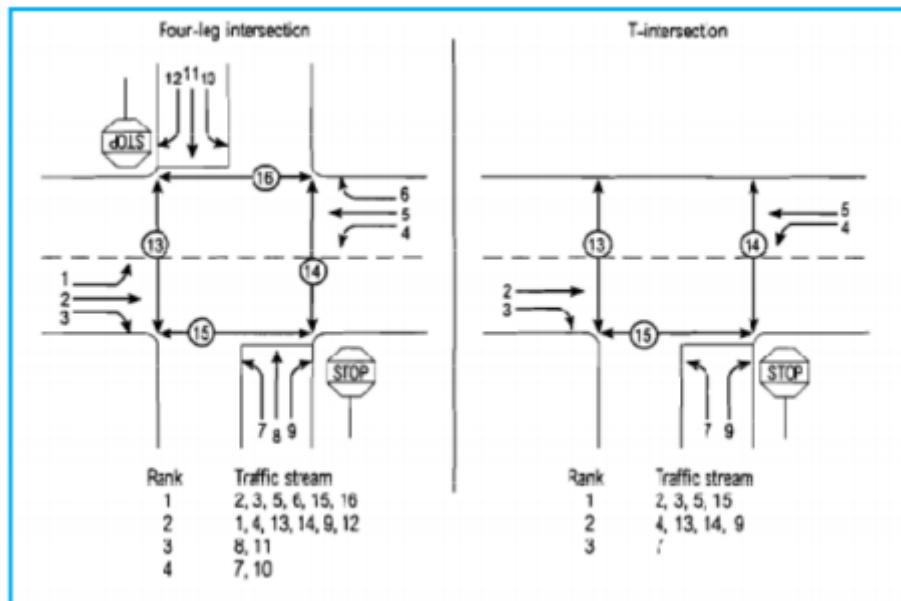 Four-leg intersection
12 11 10
STOP
16
6
5
4
13
14
1
2
3
15
STOP
7 8 9
Rank Traffic stream
1 2, 3, 5, 6, 15, 16
2 1, 4, 13, 14, 9, 12
3 8, 11
4 7, 10
T-intersection
5
4
13
14
2
3
15
STOP
7 9
Rank Traffic stream
1 2, 3, 5, 15
2 4, 13, 14, 9
3 7